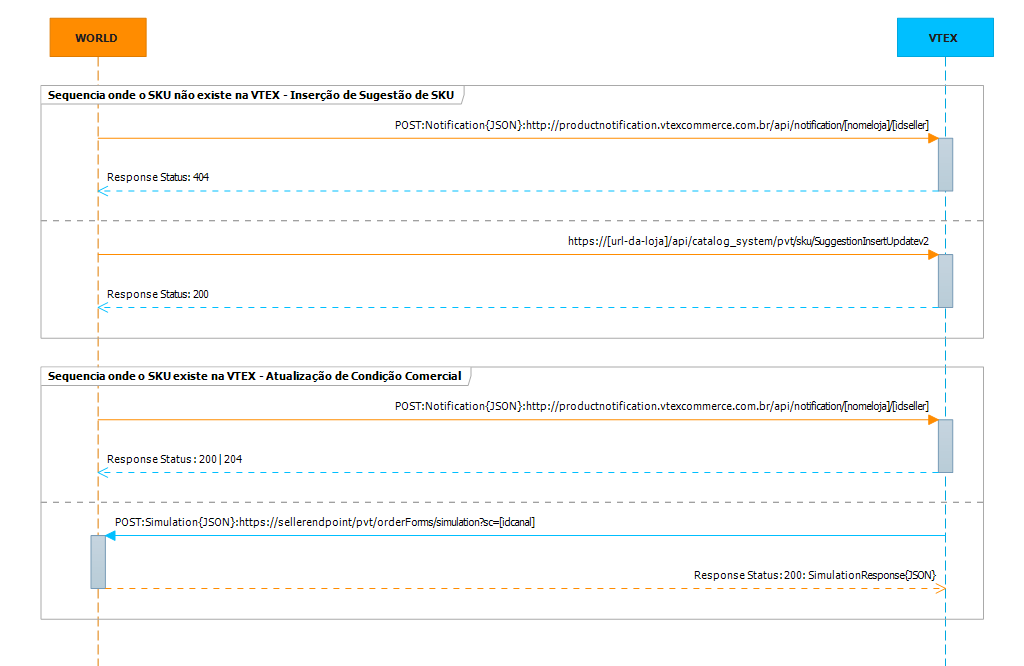 WORLD
VTEX
Sequencia onde o SKU não existe na VTEX - Inserção de Sugestão de SKU
POST:Notification{JSON}:http://productnotification.vtexcommerce.com.br/api/notification/[nomeloja]/[idseller]
Response Status: 404
https://[url-da-loja]/api/catalog_system/pvt/sku/SuggestionInsertUpdatev2
Response Status: 200
Sequencia onde o SKU existe na VTEX - Atualização de Condição Comercial
POST:Notification{JSON}:http://productnotification.vtexcommerce.com.br/api/notification/[nomeloja]/[idseller]
Response Status: 200|204
POST:Simulation{JSON}:https://sellerendpoint/pvt/orderForms/simulation?sc=[idcanal]
Response Status:200: SimulationResponse{JSON}